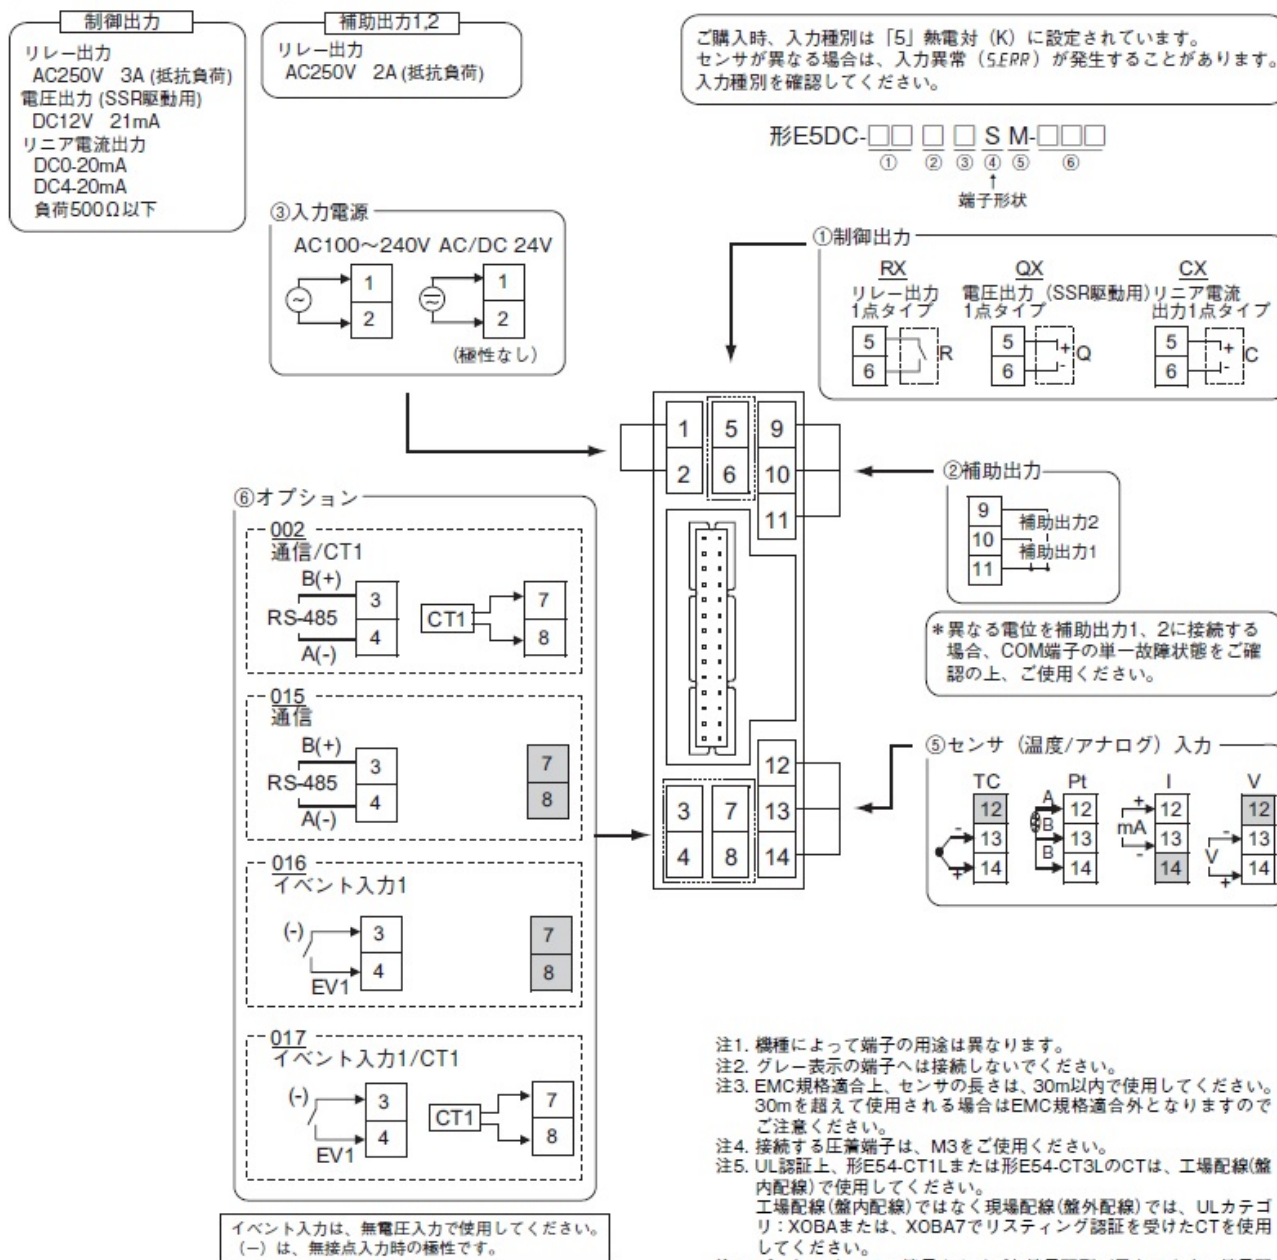 制御出力
リレー出力
AC250V 3A (抵抗負荷)
電圧出力 (SSR駆動用)
DC12V 21mA
リニア電流出力
DC0-20mA
DC4-20mA
負荷500Ω以下
補助出力1,2
リレー出力
AC250V 2A (抵抗負荷)
ご購入時、入力種別は「5」熱電対（K）に設定されています。
センサが異なる場合は、入力異常（S.ERR）が発生することがあります。
入力種別を確認してください。
形E5DC-□□ □ □ S M-□□□
① ② ③ ④ ⑤ ⑥
↑
端子形状
③入力電源
AC100～240V AC/DC 24V
1
2
1
2
(極性なし)
①制御出力
RX QX CX
リレー出力 電圧出力（SSR駆動用）リニア電流
1点タイプ 1点タイプ 出力1点タイプ
5
6
R
5
6
+
-
Q
5
6
+
-
C
1 5 9
2 6 10
11
②補助出力
9
10
11
補助出力2
補助出力1
＊異なる電位を補助出力1、2に接続する
場合、COM端子の単一故障状態をご確
認の上、ご使用ください。
12
3 7 13
4 8 14
⑤センサ（温度/アナログ）入力
TC Pt I V
12
13
14
-
+
A
B
B
12
13
14
+
mA
-
12
13
14
-
V
+
12
13
14
⑥オプション
002
通信/CT1
B(+)
RS-485
A(-)
3
4
CT1
7
8
015
通信
B(+)
RS-485
A(-)
3
4
7
8
016
イベント入力1
(-)
EV1
3
4
7
8
017
イベント入力1/CT1
(-)
EV1
3
4
CT1
7
8
イベント入力は、無電圧入力で使用してください。
（−）は、無接点入力時の極性です。
注1. 機種によって端子の用途は異なります。
注2. グレー表示の端子へは接続しないでください。
注3. EMC規格適合上、センサの長さは、30m以内で使用してください。
30mを超えて使用される場合はEMC規格適合外となりますので
ご注意ください。
注4. 接続する圧着端子は、M3をご使用ください。
注5. UL認証上、形E54-CT1Lまたは形E54-CT3LのCTは、工場配線(盤
内配線)で使用してください。
工場配線(盤内配線)ではなく現場配線(盤外配線)では、ULカテゴ
リ：XOBAまたは、XOBA7でリスティング認証を受けたCTを使用
してください。